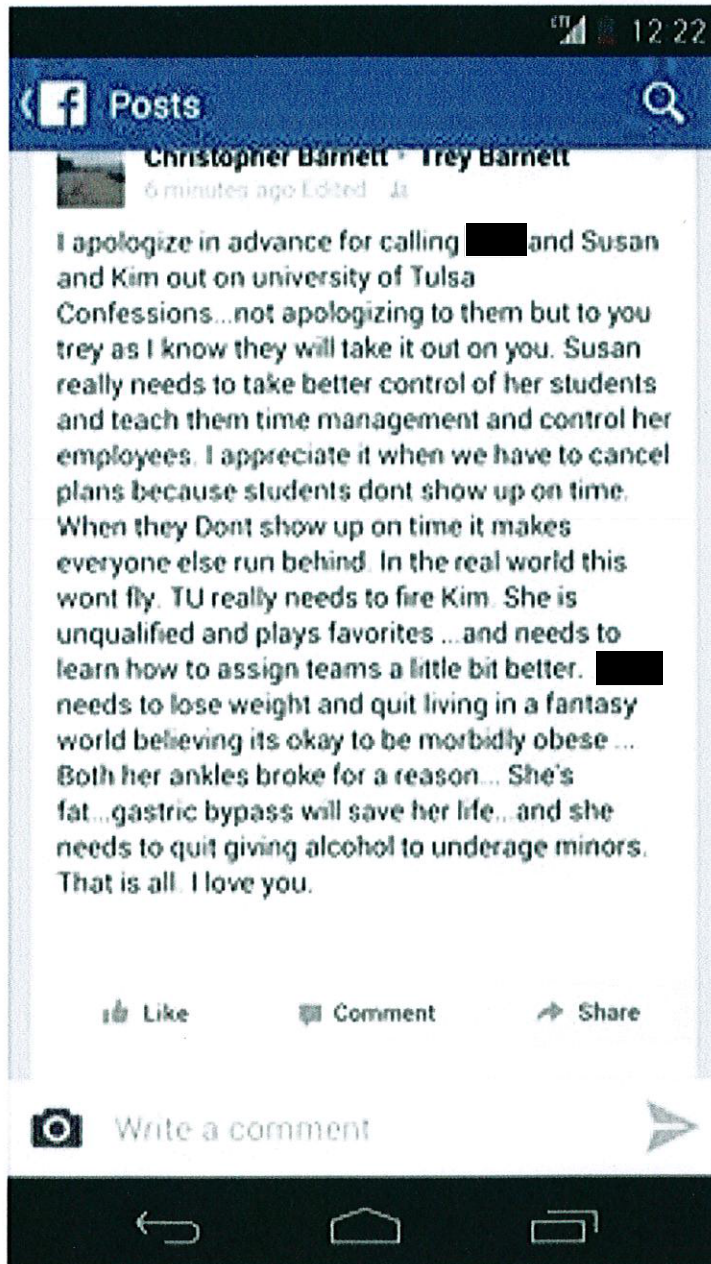 12:22
Posts
Christopher Barnett Trey Barnett
6 minutes ago Edited
I apologize in advance for calling and Susan
and Kim out on university of Tulsa
Confessions...not apologizing to them but to you
trey as I know they will take it out on you. Susan
really needs to take better control of her students
and teach them time management and control her
employees. I appreciate it when we have to cancel
plans because students dont show up on time.
When they Dont show up on time it makes
everyone else run behind. In the real world this
wont fly. TU really needs to fire Kim. She is
unqualified and plays favorites ...and needs to
learn how to assign teams a little bit better.
needs to lose weight and quit living in a fantasy
world believing its okay to be morbidly obese ...
Both her ankles broke for a reason... She's
fat...gastric bypass will save her life...and she
needs to quit giving alcohol to underage minors.
That is all. I love you.
Like Comment Share
Write a comment